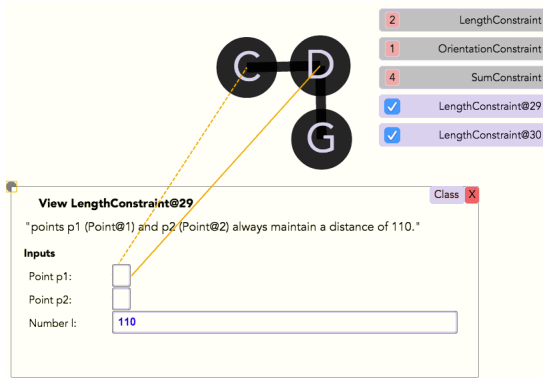 2 LengthConstraint
1 OrientationConstraint
4 SumConstraint
LengthConstraint@29
LengthConstraint@30
C D
G
Class X
View LengthConstraint@29
"points p1 (Point@1) and p2 (Point@2) always maintain a distance of 110."
Inputs
Point p1:
Point p2:
Number l: 110